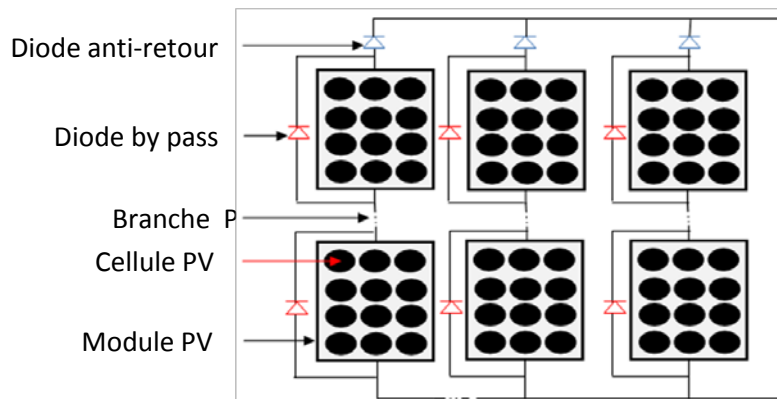 Diode anti-retour
Diode by pass
Branche P
Cellule PV
Module PV